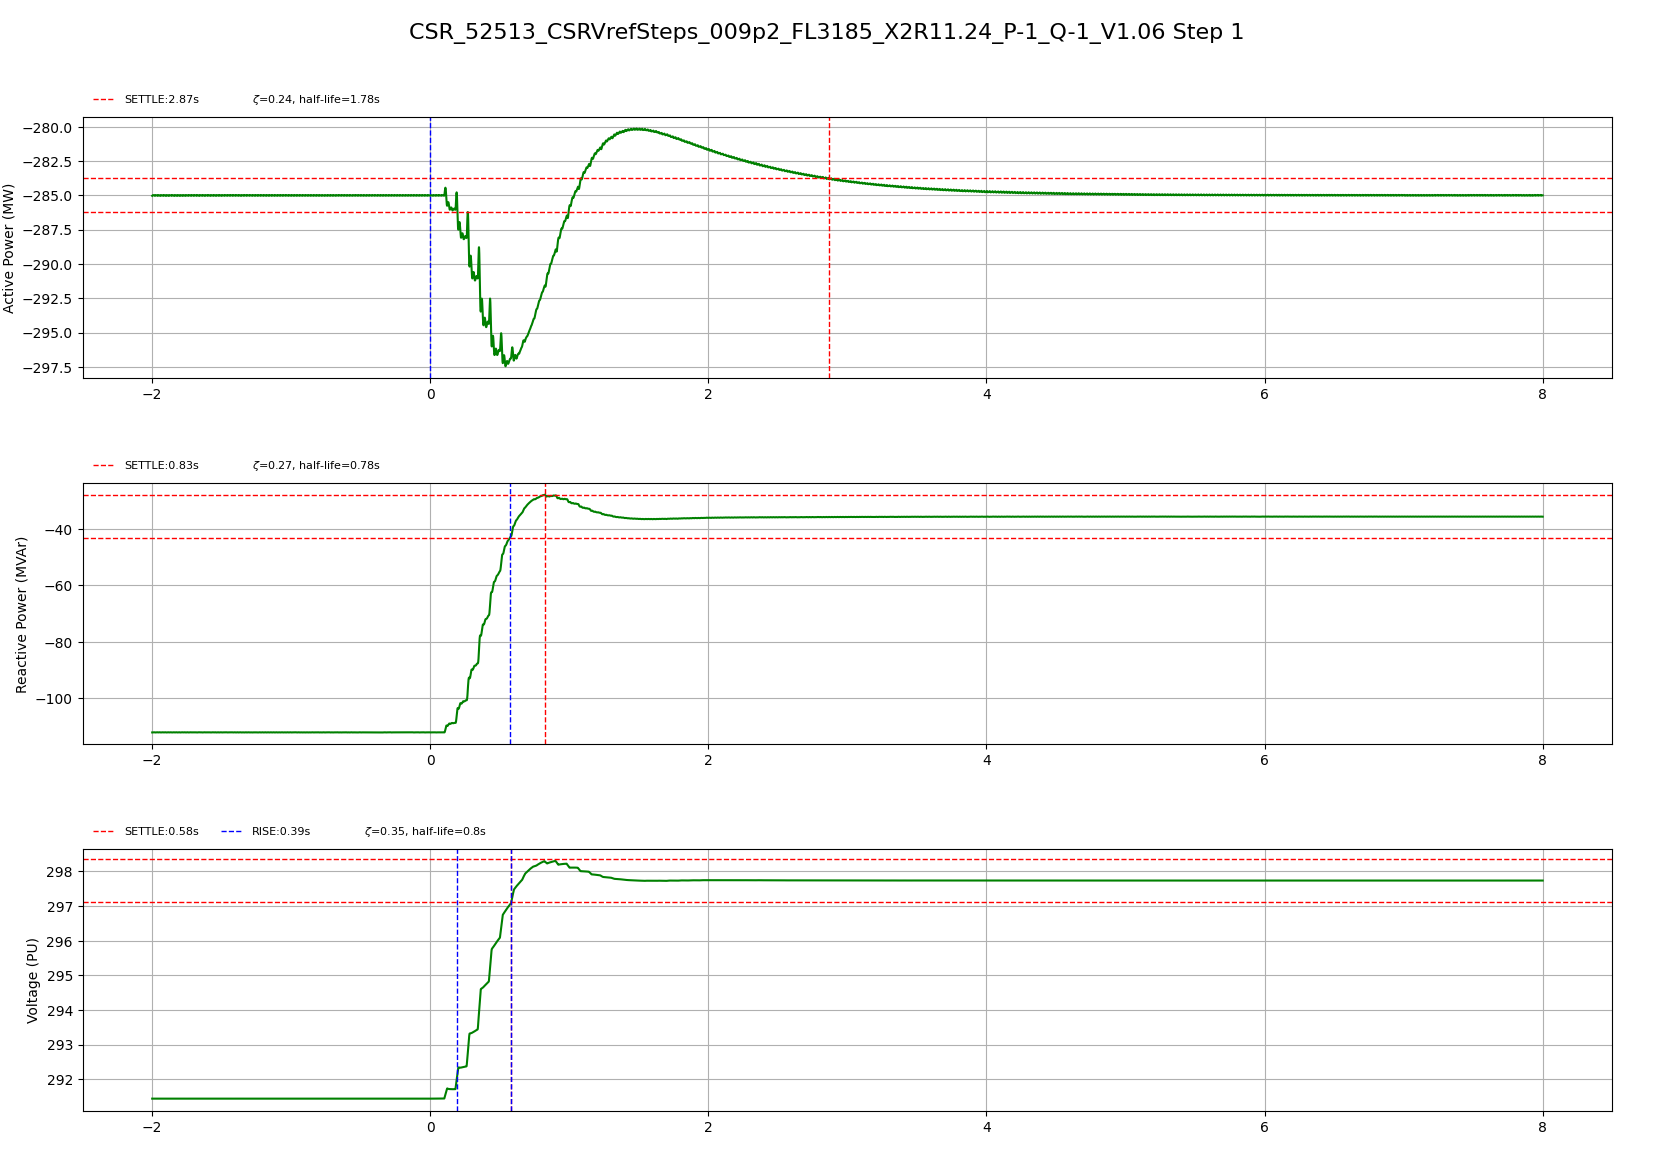 CSR_52513_CSRVrefSteps_009p2_FL3185_X2R11.24_P-1_Q-1_V1.06 Step 1
SETTLE:2.87s ζ=0.24, half-life=1.78s
Active Power (MW)
−280.0
−282.5
−285.0
−287.5
−290.0
−292.5
−295.0
−297.5
−2 0 2 4 6 8
SETTLE:0.83s ζ=0.27, half-life=0.78s
Reactive Power (MVAr)
−40
−60
−80
−100
−2 0 2 4 6 8
SETTLE:0.58s RISE:0.39s ζ=0.35, half-life=0.8s
Voltage (PU)
298
297
296
295
294
293
292
−2 0 2 4 6 8